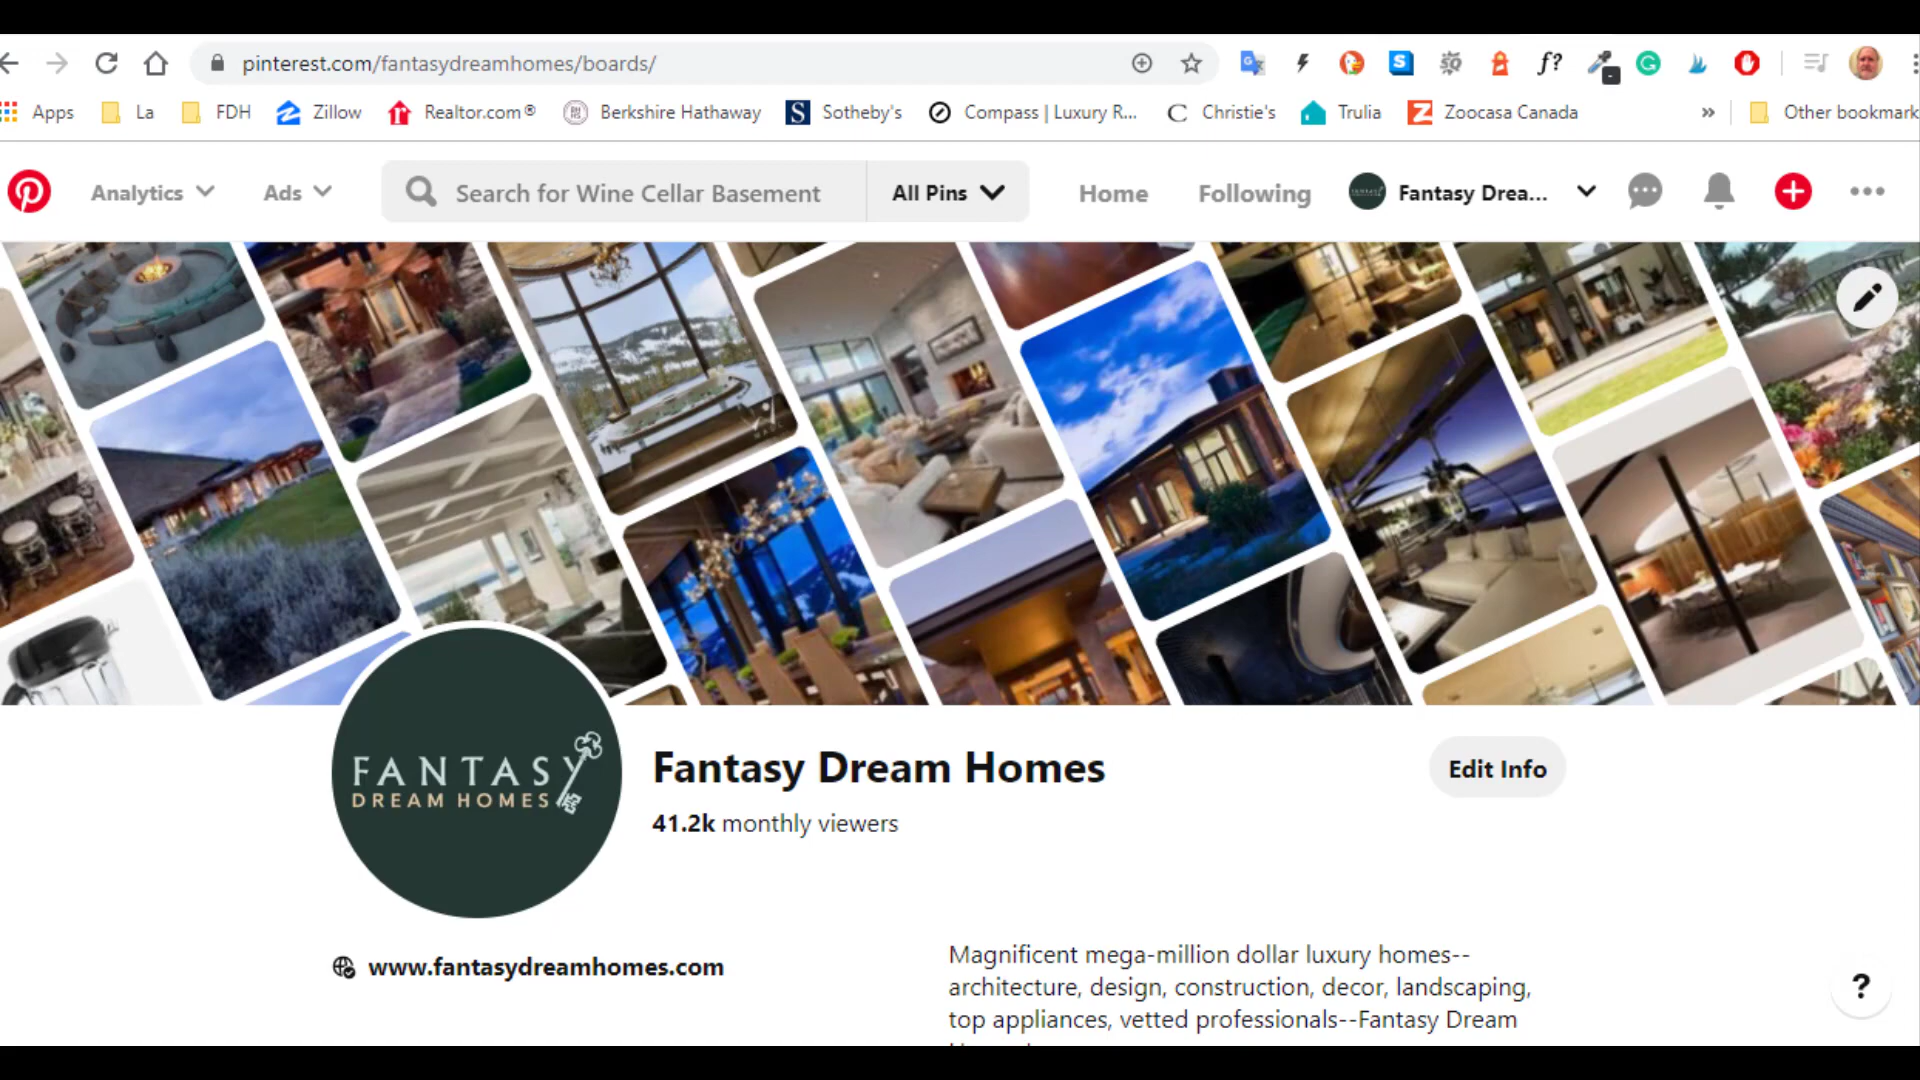 pinterest.com/fantasydreamhomes/boards/
Apps La FDH Zillow Realtor.com® Berkshire Hathaway Sotheby's Compass | Luxury R... Christie's Trulia Zoocasa Canada » Other bookmark
Analytics Ads Search for Wine Cellar Basement All Pins Home Following Fantasy Drea...
FANTASY
DREAM HOMES
Fantasy Dream Homes
Edit Info
41.2k monthly viewers
www.fantasydreamhomes.com
Magnificent mega-million dollar luxury homes--
architecture, design, construction, decor, landscaping,
top appliances, vetted professionals--Fantasy Dream
?